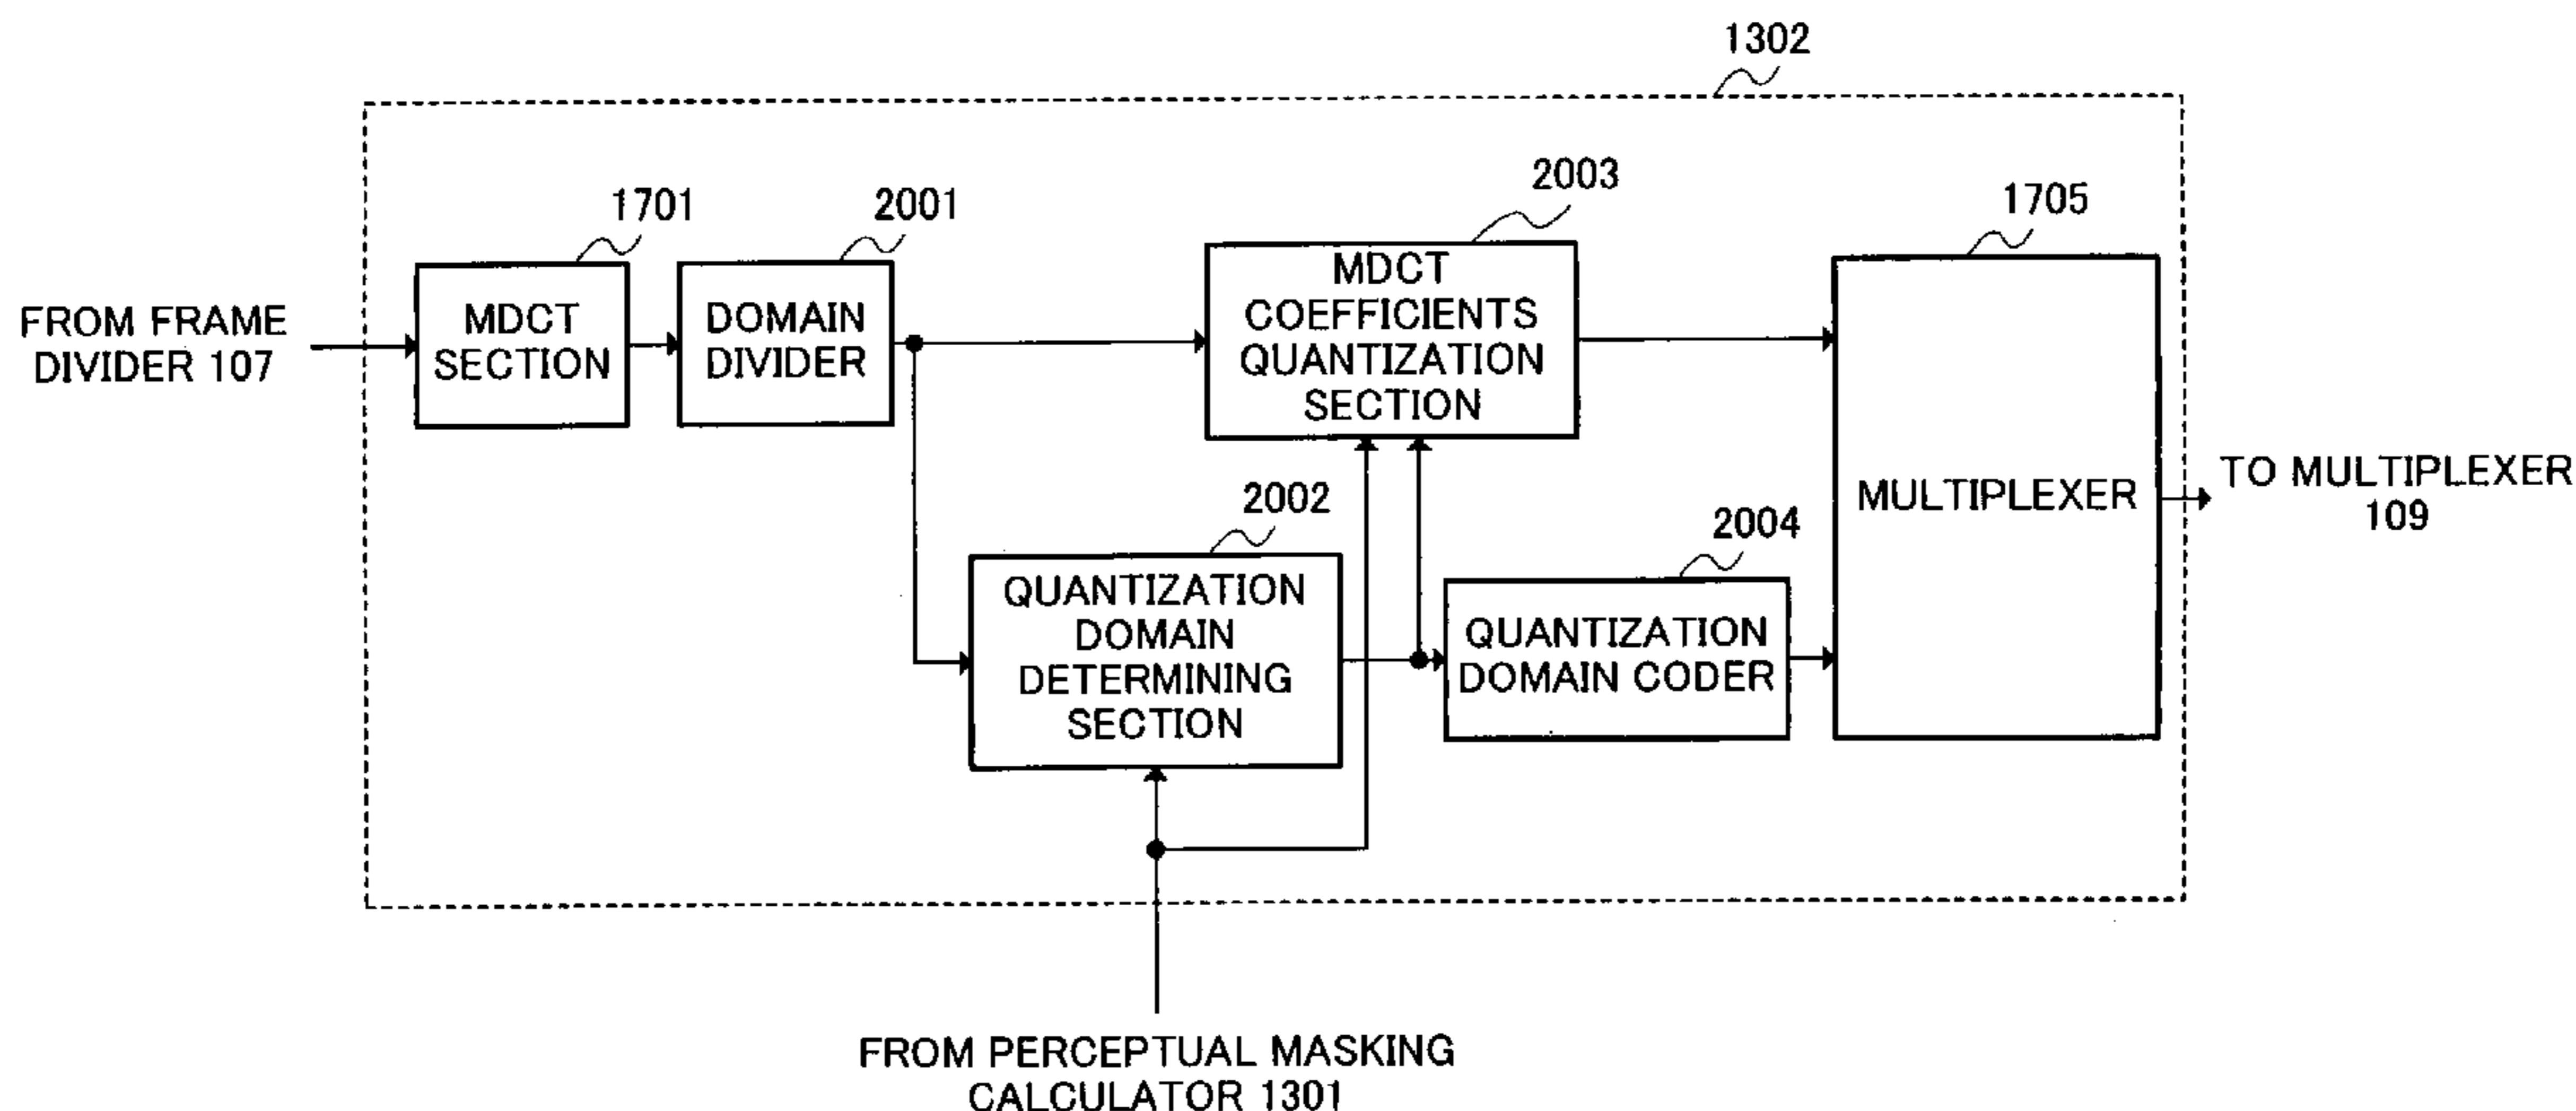 1302
1701
2001
2003
1705
FROM FRAME
DIVIDER 107
MDCT
SECTION
DOMAIN
DIVIDER
MDCT
COEFFICIENTS
QUANTIZATION
SECTION
MULTIPLEXER
TO MULTIPLEXER
109
2002
2004
QUANTIZATION
DOMAIN
DETERMINING
SECTION
QUANTIZATION
DOMAIN CODER
FROM PERCEPTUAL MASKING
CALCULATOR 1301